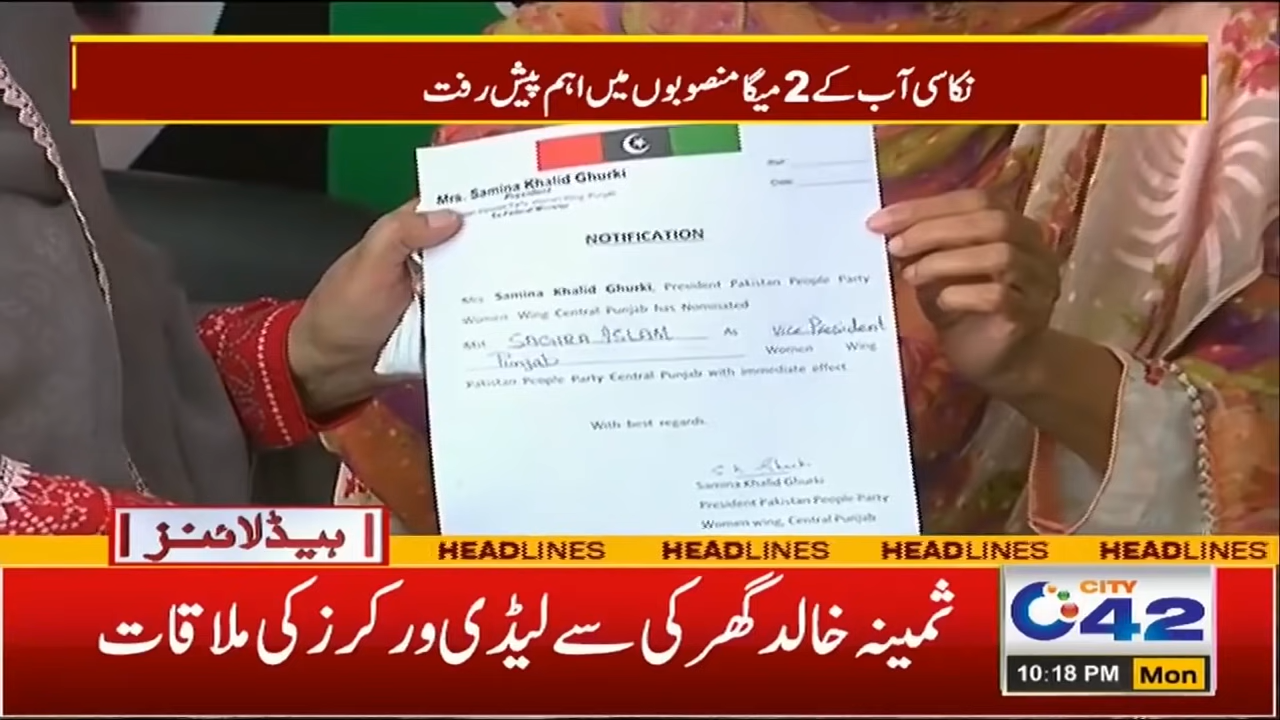 نکاسی آب کے 2 میگا منصوبوں میں اہم پیش رفت
Mrs. Samina Khalid Ghurki
President
Ex Federal Minister
Date
NOTIFICATION
Mrs. Samina Khalid Ghurki, President Pakistan People Party
Women Wing Central Punjab has Nominated
SAGHRA ISLAM As Vice President
Punjab Women Wing
Pakistan People Party Central Punjab with immediate effect
With best regards.
Samina Khalid Ghurki
President Pakistan People Party
Women wing, Central Punjab
ہیڈلائنز
HEADLINES HEADLINES HEADLINES HEADLINES
ثمینہ خالد گھرکی سے لیڈی ورکرز کی ملاقات
CITY
42
10:18 PM Mon